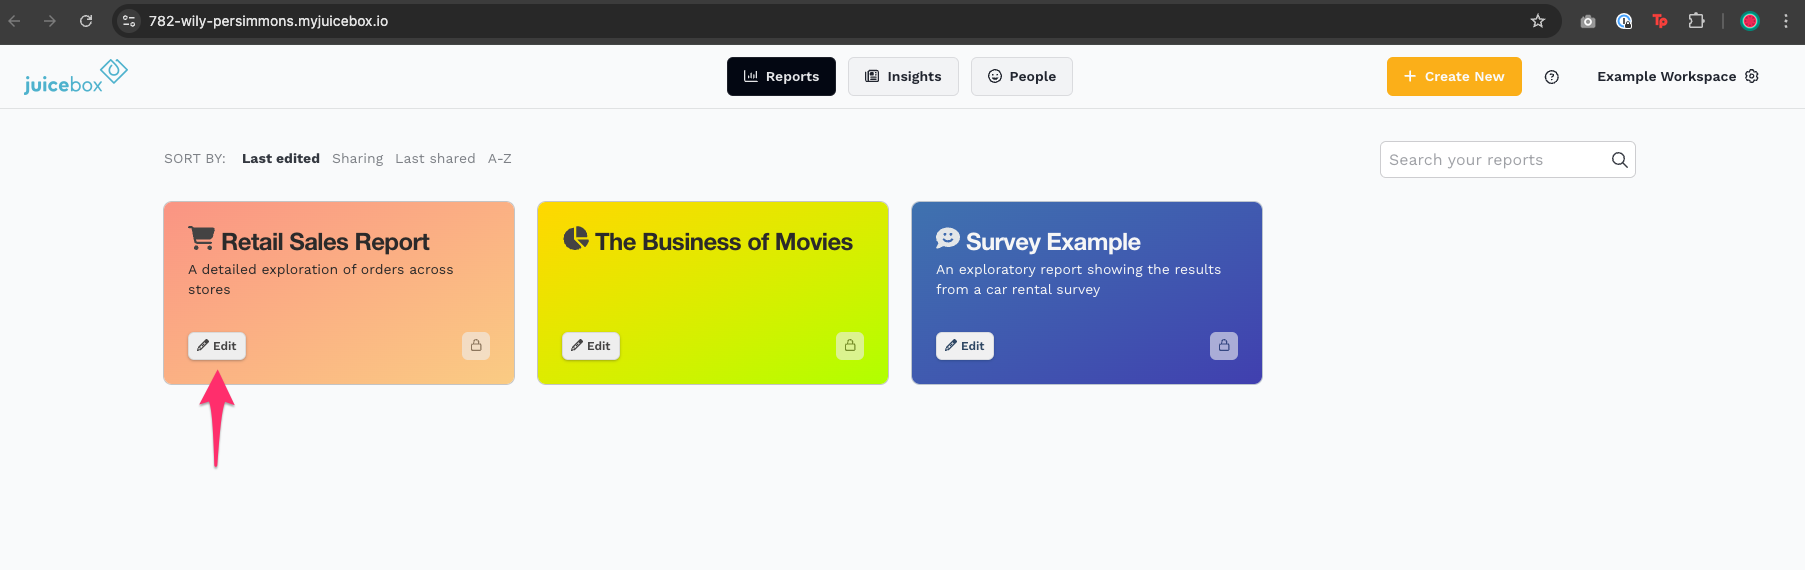 782-wily-persimmons.myjuicebox.io
Tp
juicebox
Reports
Insights
People
Create New
Example Workspace
SORT BY: Last edited Sharing Last shared A-Z
Search your reports
Retail Sales Report
A detailed exploration of orders across
stores
Edit
The Business of Movies
Edit
Survey Example
An exploratory report showing the results
from a car rental survey
Edit